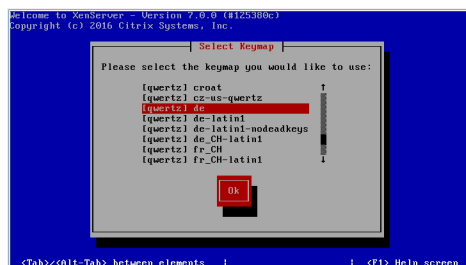 Welcome to XenServer - Version 7.0.0 (#125380c)
Copyright (c) 2016 Citrix Systems, Inc.
Select Keymap
Please select the keymap you would like to use:
[qwertz] croat
[qwertz] cz-us-qwertz
[qwertz] de
[qwertz] de-latin1
[qwertz] de-latin1-nodeadkeys
[qwertz] de_CH-latin1
[qwertz] fr_CH
[qwertz] fr_CH-latin1
Ok
<Tab>/<Alt-Tab> between elements | | <F1> Help screen